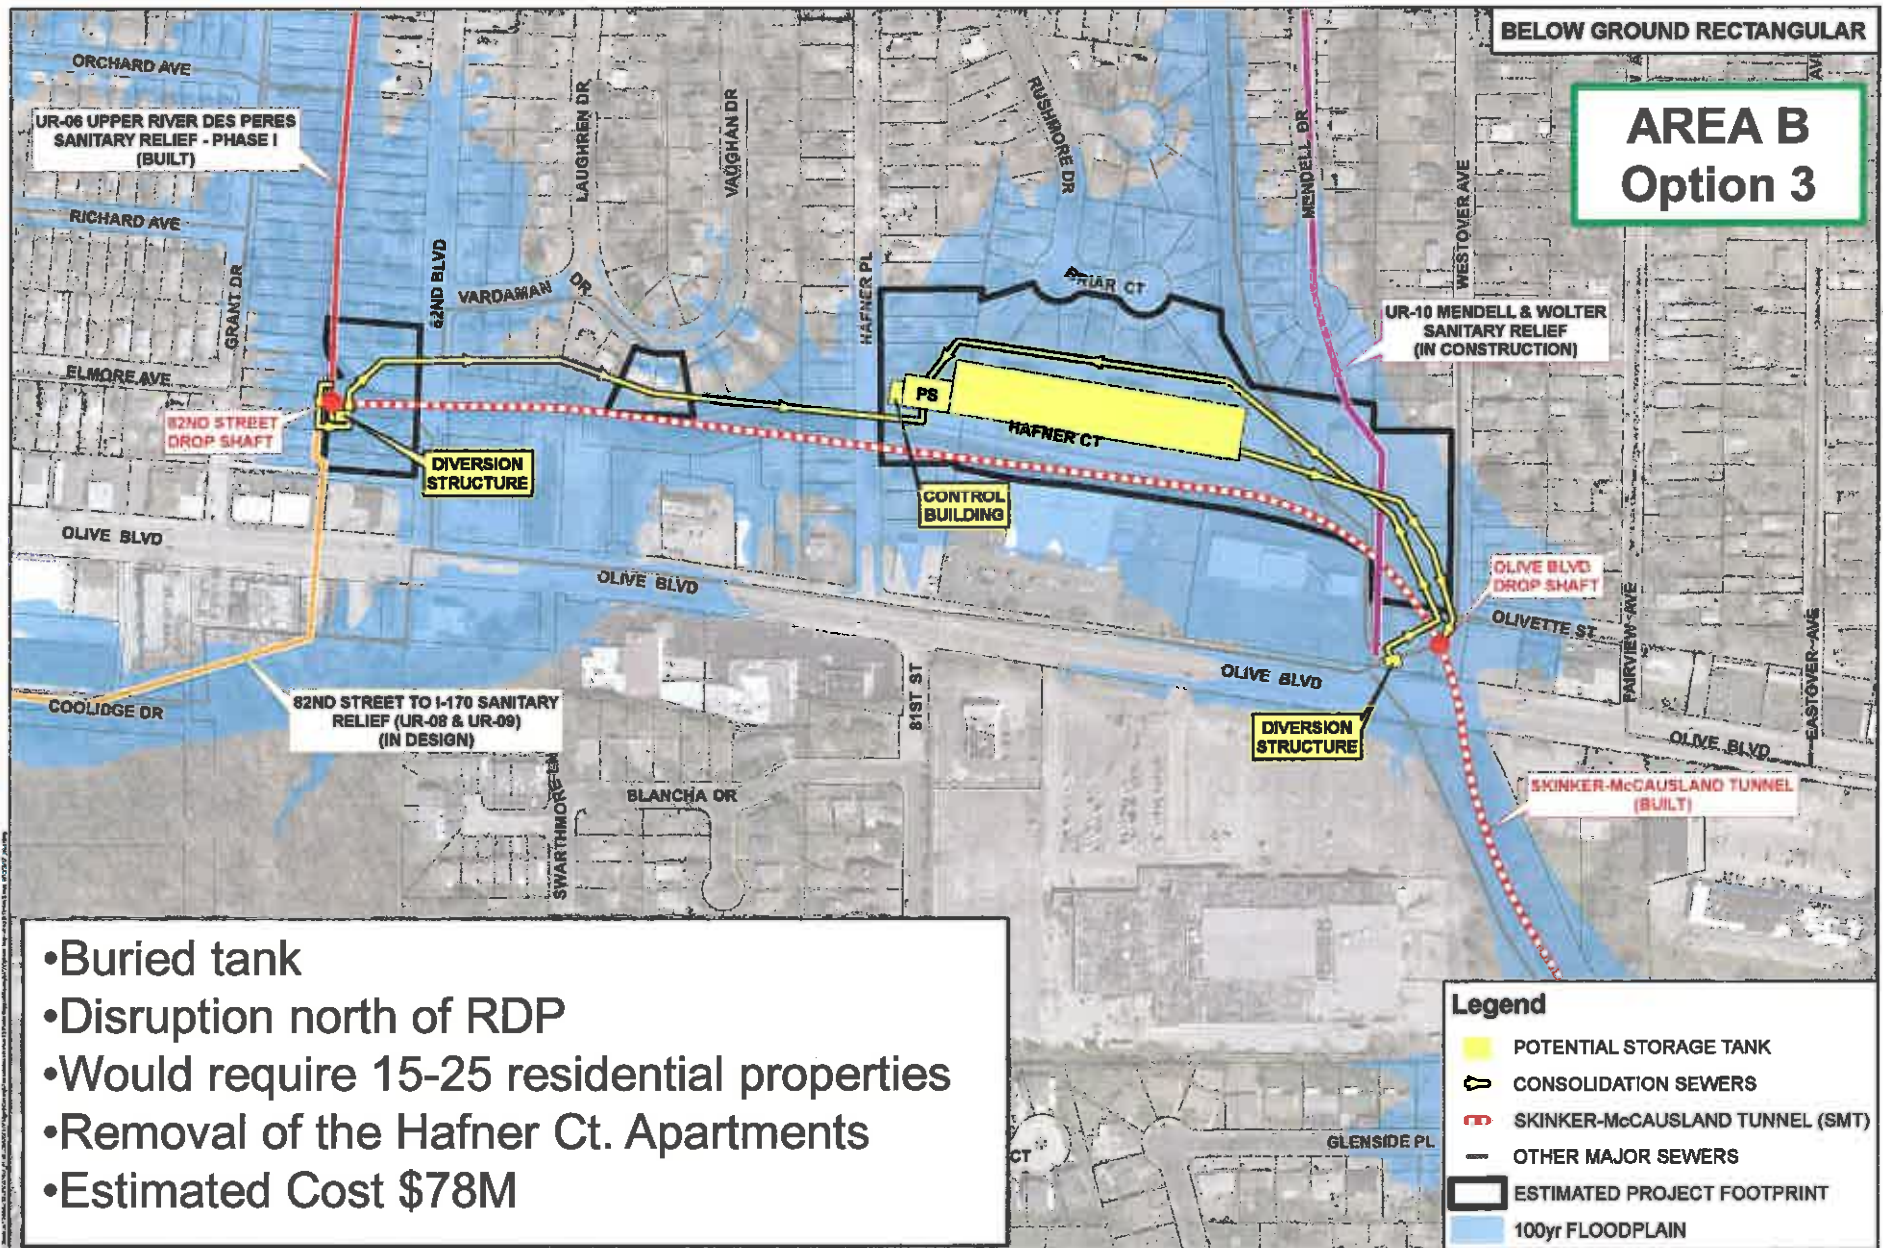 BELOW GROUND RECTANGULAR
AREA B
Option 3
ORCHARD AVE
UR-06 UPPER RIVER DES PERES
SANITARY RELIEF - PHASE I
(BUILT)
RICHARD AVE
GRANT DR
82ND BLVD
LAUGHREN DR
VAUGHAN DR
VARDAMAN DR
HAFNER PL
RUSHMORE DR
BRIAR CT
MENDELL DR
WESTOVER AVE
UR-10 MENDELL & WOLTER
SANITARY RELIEF
(IN CONSTRUCTION)
ELMORE AVE
82ND STREET
DROP SHAFT
DIVERSION
STRUCTURE
PS
HAFNER CT
CONTROL
BUILDING
OLIVE BLVD
OLIVE BLVD
OLIVE BLVD
DROP SHAFT
OLIVETTE ST
FAIRVIEW AVE
EASTOVER AVE
OLIVE BLVD
OLIVE BLVD
COOLIDGE DR
82ND STREET TO I-170 SANITARY
RELIEF (UR-08 & UR-09)
(IN DESIGN)
81ST ST
DIVERSION
STRUCTURE
SKINKER-McCAUSLAND TUNNEL
(BUILT)
SWARTHMORE LN
BLANCHA DR
•Buried tank
•Disruption north of RDP
•Would require 15-25 residential properties
•Removal of the Hafner Ct. Apartments
•Estimated Cost $78M
CT
GLENSIDE PL
Legend
POTENTIAL STORAGE TANK
CONSOLIDATION SEWERS
SKINKER-McCAUSLAND TUNNEL (SMT)
OTHER MAJOR SEWERS
ESTIMATED PROJECT FOOTPRINT
100yr FLOODPLAIN